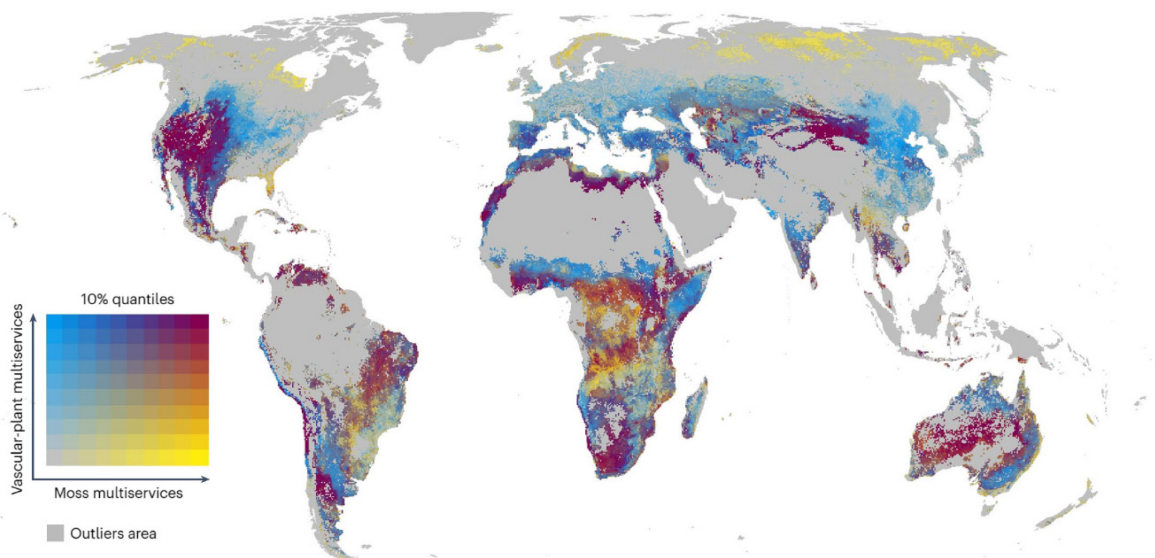 10% quantiles
Vascular-plant multiservices
Moss multiservices
Outliers area